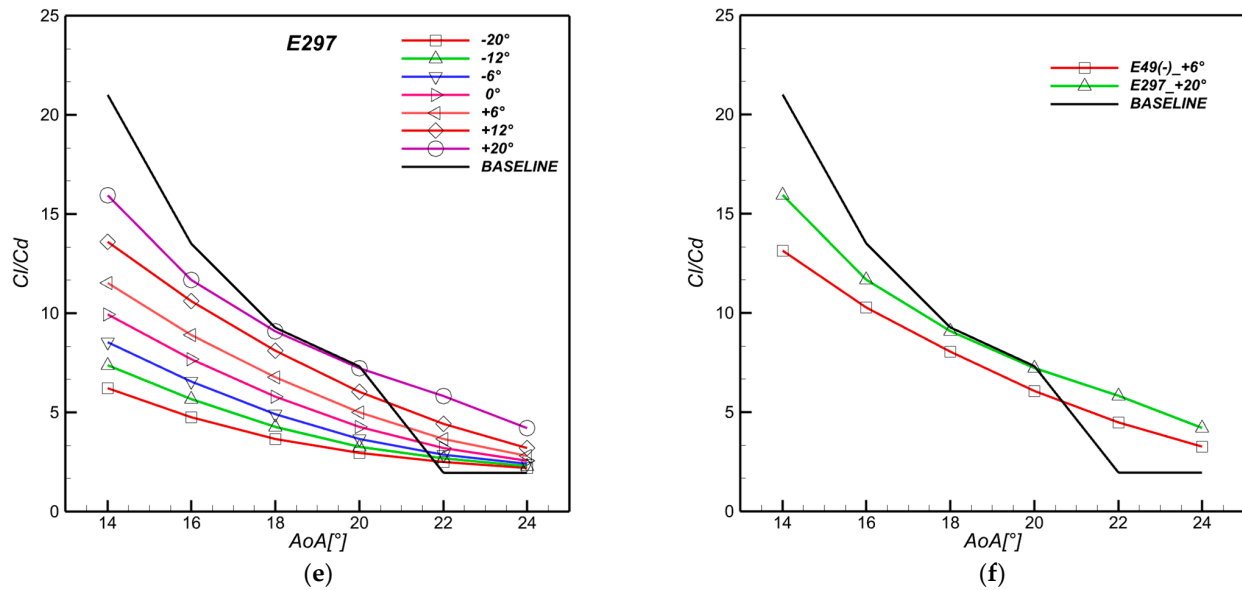 E297
-20°
-12°
-6°
0°
+6°
+12°
+20°
BASELINE
25
20
15
10
5
0
Cl/Cd
14 16 18 20 22 24
AoA[°]
(e)
E49(-)_+6°
E297_+20°
BASELINE
25
20
15
10
5
0
Cl/Cd
14 16 18 20 22 24
AoA[°]
(f)